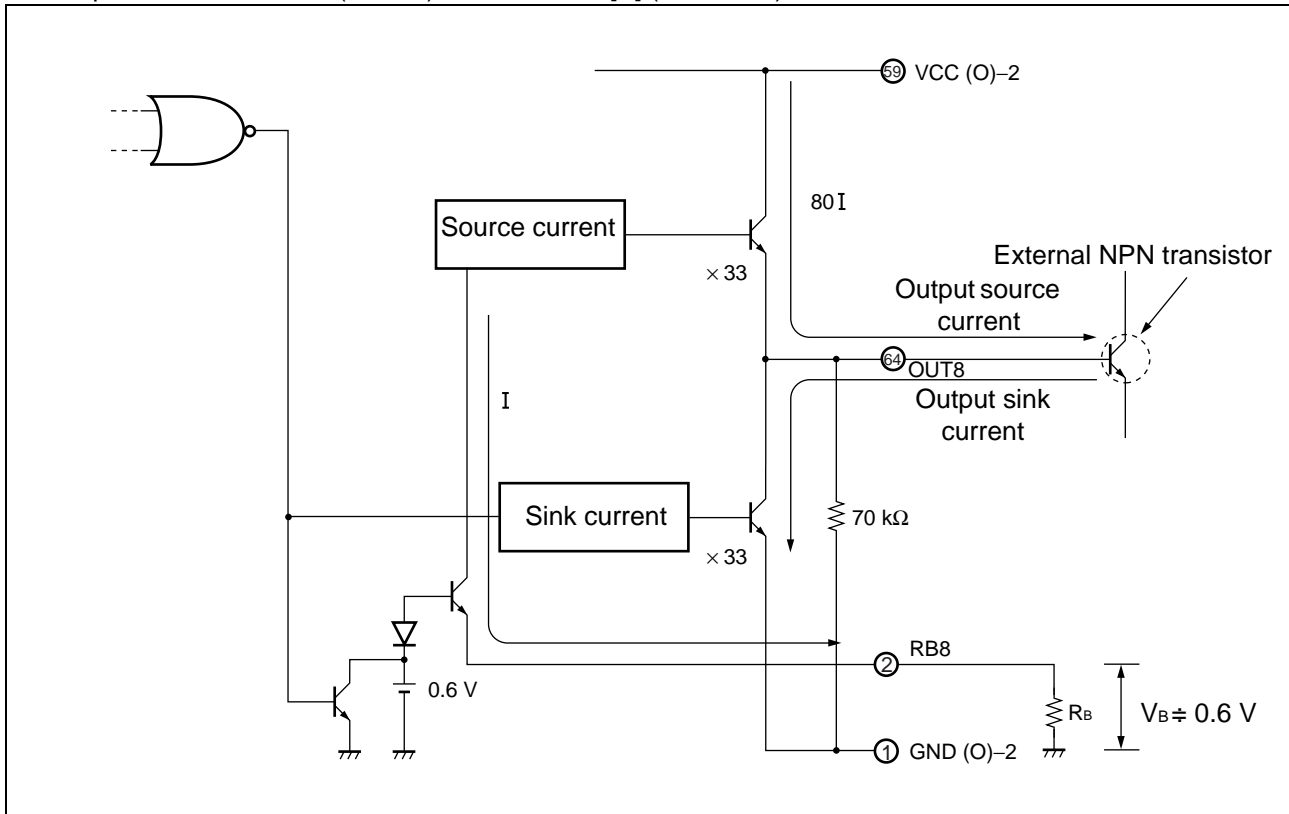 59 VCC (O)–2
80 I
Source current
× 33
External NPN transistor
Output source
current
64
OUT8
Output sink
current
I
Sink current
70 kΩ
× 33
0.6 V
2 RB8
RB
VB ≑ 0.6 V
1 GND (O)–2